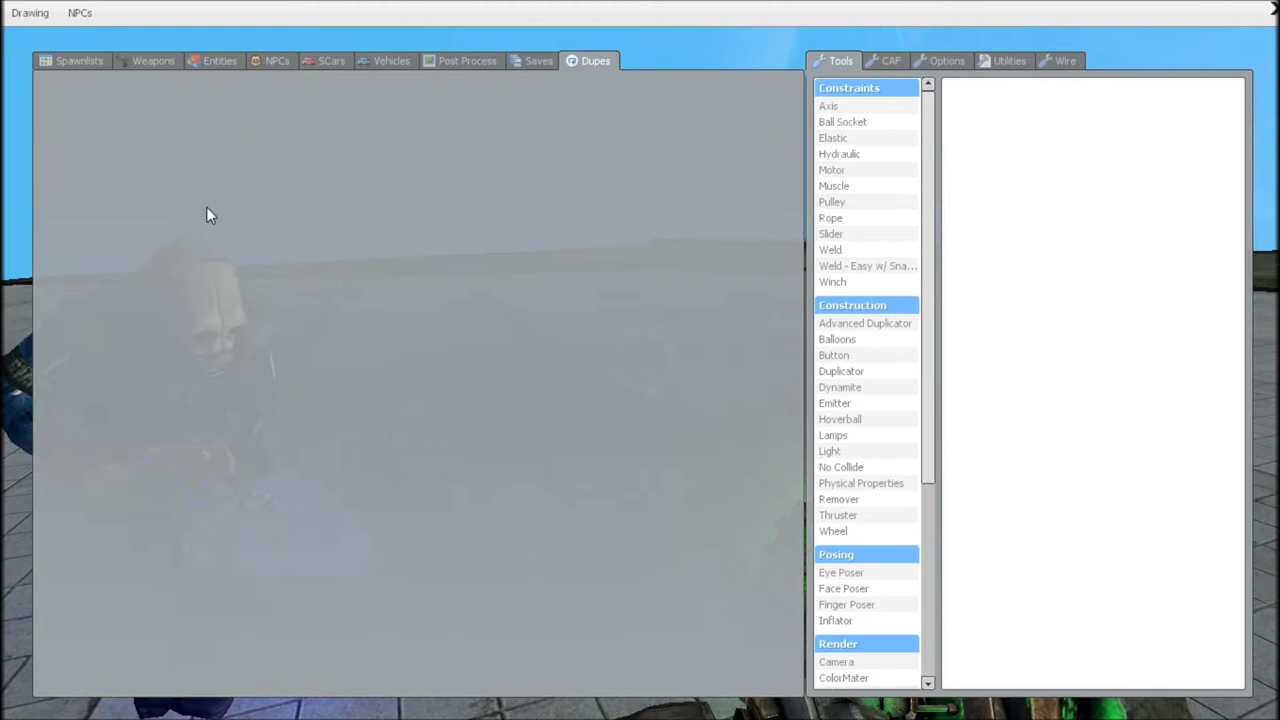 Drawing NPCs
Spawnlists Weapons Entities NPCs SCars Vehicles Post Process Saves Dupes
Tools CAF Options Utilities Wire
Constraints
Axis
Ball Socket
Elastic
Hydraulic
Motor
Muscle
Pulley
Rope
Slider
Weld
Weld - Easy w/ Sna...
Winch
Construction
Advanced Duplicator
Balloons
Button
Duplicator
Dynamite
Emitter
Hoverball
Lamps
Light
No Collide
Physical Properties
Remover
Thruster
Wheel
Posing
Eye Poser
Face Poser
Finger Poser
Inflator
Render
Camera
ColorMater